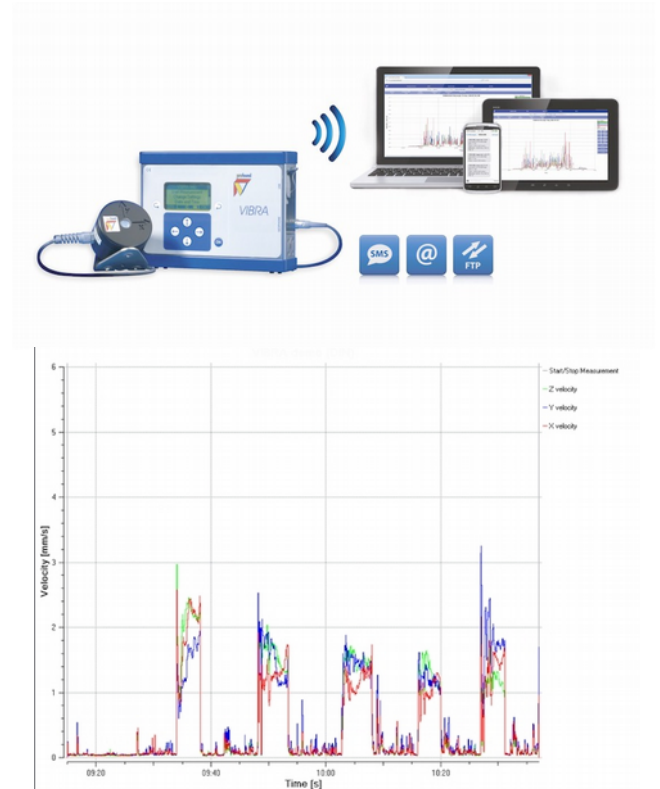 VIBRA
SMS
@
FTP
Start/Stop Measurement
Z velocity
Y velocity
X velocity
6
5
4
3
2
1
0
Velocity [mm/s]
09:20
09:40
10:00
10:20
Time [s]